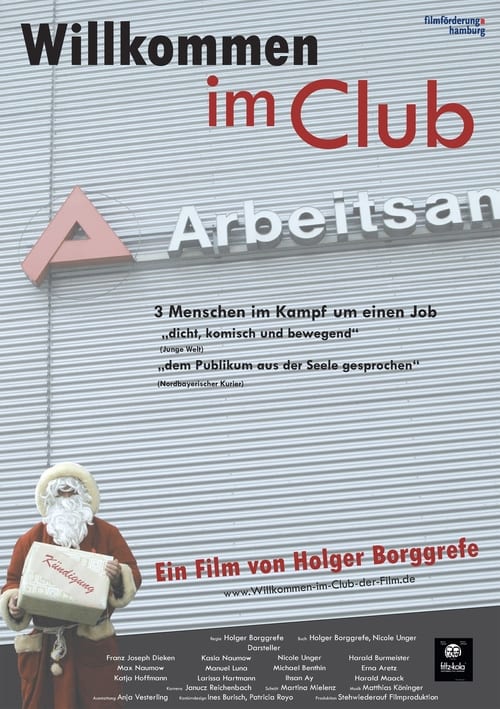 filmförderung
hamburg
Willkommen
im Club
Arbeitsam
3 Menschen im Kampf um einen Job
„dicht, komisch und bewegend“
(Junge Welt)
„dem Publikum aus der Seele gesprochen“
(Nordbayerischer Kurier)
Kündigung
Ein Film von Holger Borggrefe
www.Willkommen-im-Club-der-Film.de
Regie Holger Borggrefe Buch Holger Borggrefe, Nicole Unger
Darsteller
Franz Joseph Dieken Kasia Naumow Nicole Unger Harald Burmeister
Max Naumow Manuel Luna Michael Benthin Erna Aretz
Katja Hoffmann Larissa Hartmann Ihsan Ay Harald Maack
Kamera Janucz Reichenbach Schnitt Martina Mielenz Musik Matthias Köninger
Ausstattung Anja Vesterling Kostümdesign Ines Burisch, Patricia Royo Produktion Stehwiederauf Filmproduktion
fritz-kola